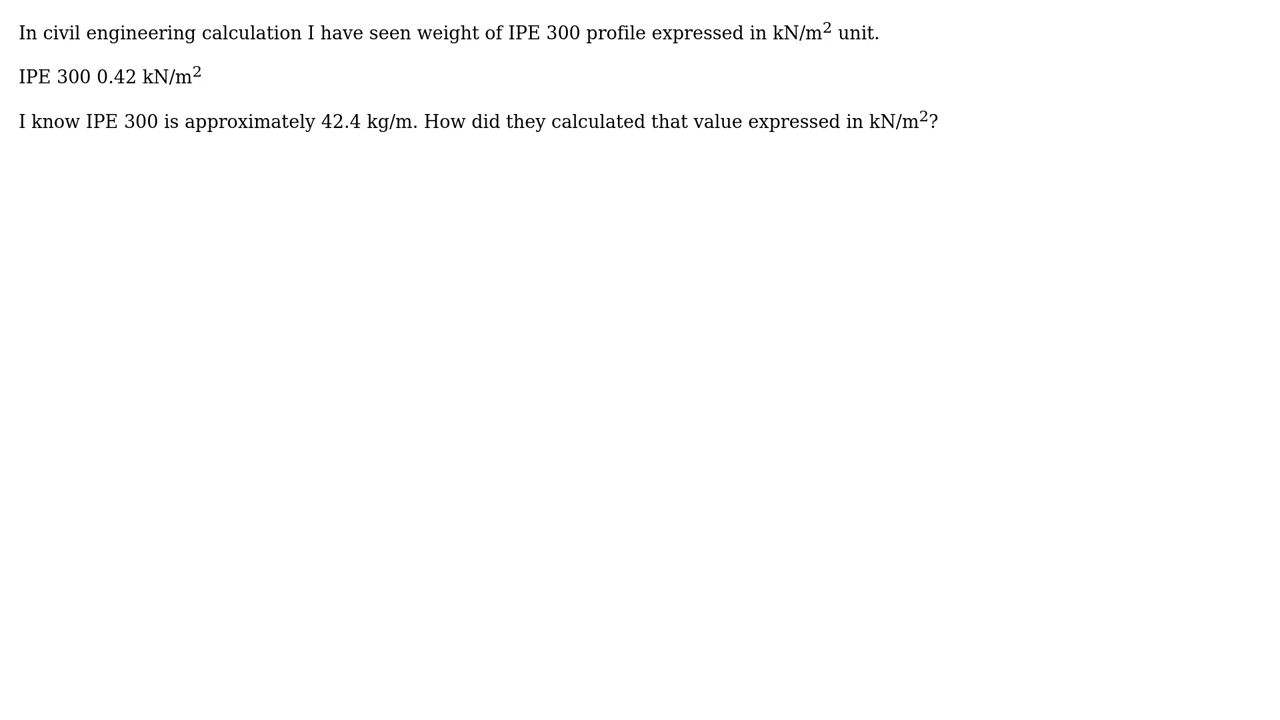 In civil engineering calculation I have seen weight of IPE 300 profile expressed in kN/m² unit.
IPE 300 0.42 kN/m²
I know IPE 300 is approximately 42.4 kg/m. How did they calculated that value expressed in kN/m²?